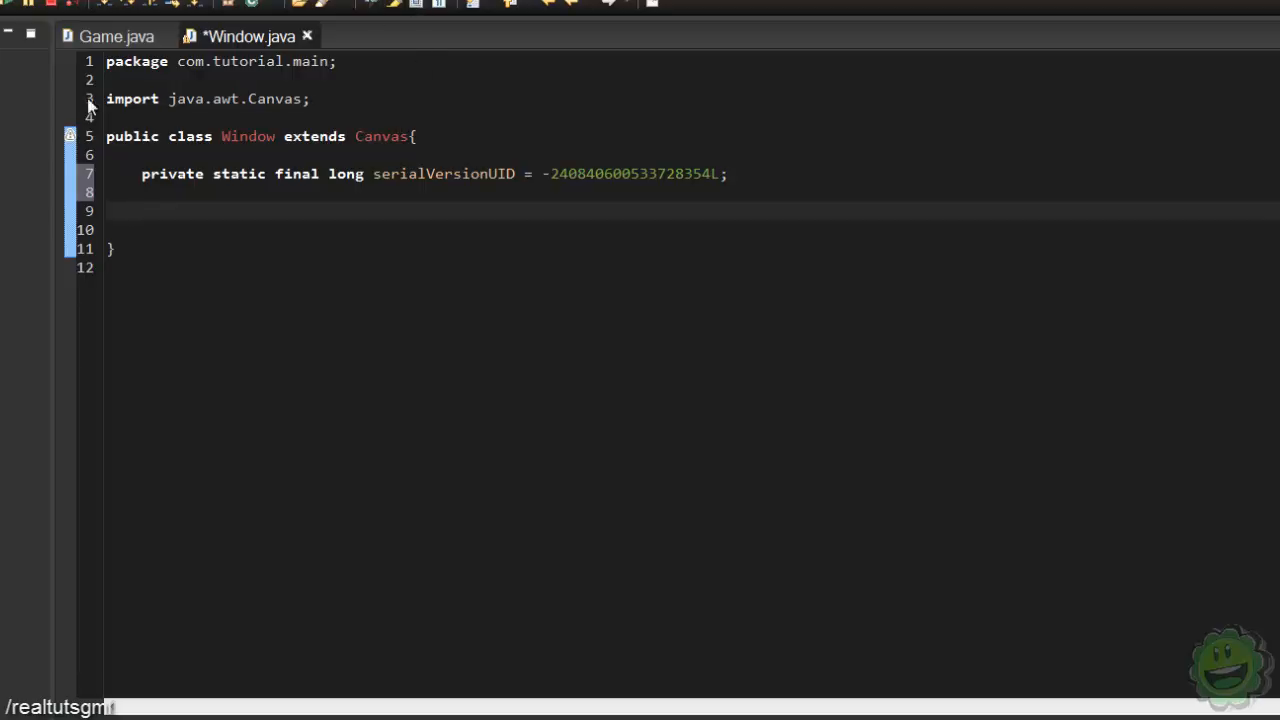 Game.java
*Window.java
1 package com.tutorial.main;
2
3 import java.awt.Canvas;
4
5 public class Window extends Canvas{
6
7 private static final long serialVersionUID = -240840600533728354L;
8
9
10
11 }
12
/realtutsgm